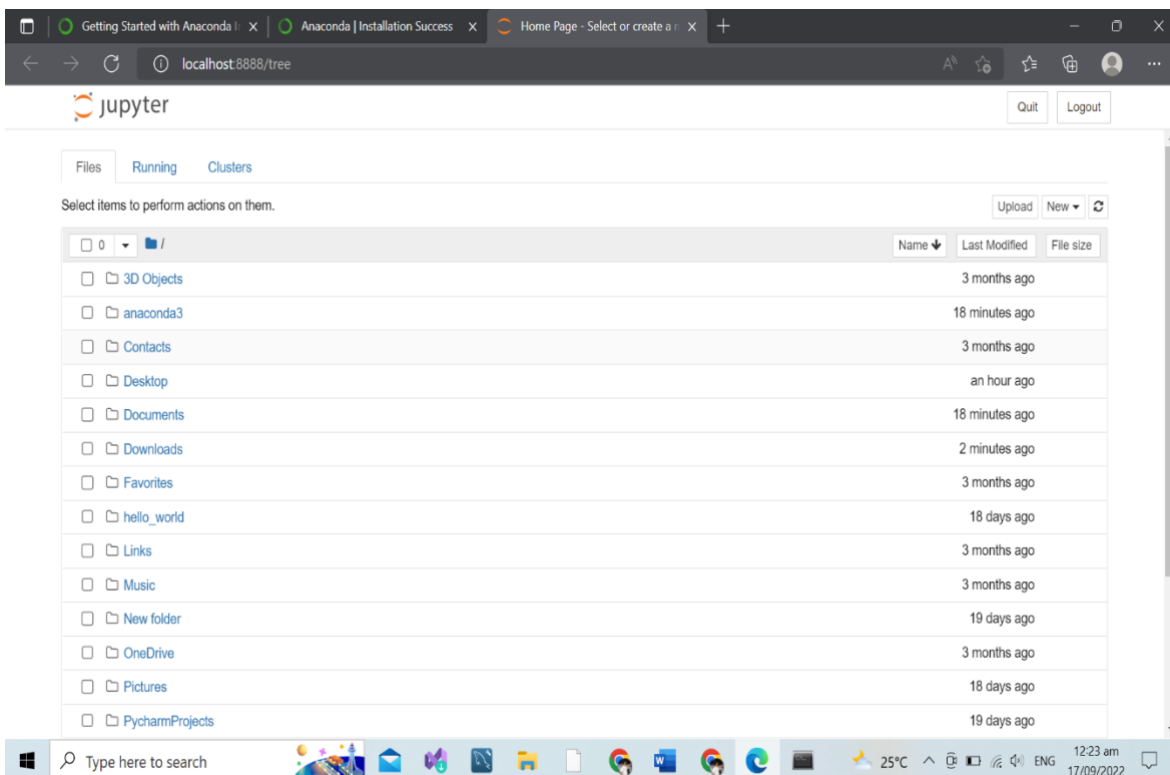 Getting Started with Anaconda I Anaconda | Installation Success Home Page - Select or create a n
localhost:8888/tree
jupyter Quit Logout
Files Running Clusters
Select items to perform actions on them. Upload New
0 / Name Last Modified File size
3D Objects 3 months ago
anaconda3 18 minutes ago
Contacts 3 months ago
Desktop an hour ago
Documents 18 minutes ago
Downloads 2 minutes ago
Favorites 3 months ago
hello_world 18 days ago
Links 3 months ago
Music 3 months ago
New folder 19 days ago
OneDrive 3 months ago
Pictures 18 days ago
PycharmProjects 19 days ago
Type here to search 25°C ENG 12:23 am
17/09/2022